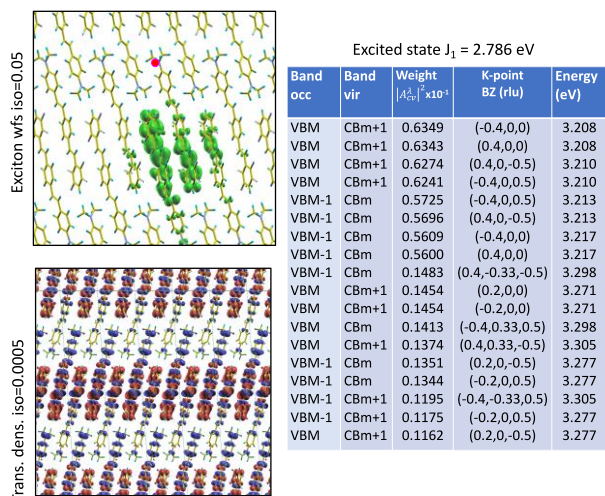 Exciton wfs iso=0.05
rans. dens. iso=0.0005
Excited state J₁ = 2.786 eV
Band occ Band vir Weight |A^λ_cv|² x10⁻¹ K-point BZ (rlu) Energy (eV)
VBM CBm+1 0.6349 (-0.4,0,0) 3.208
VBM CBm+1 0.6343 (0.4,0,0) 3.208
VBM CBm+1 0.6274 (0.4,0,-0.5) 3.210
VBM CBm+1 0.6241 (-0.4,0,0.5) 3.210
VBM-1 CBm 0.5725 (-0.4,0,0.5) 3.213
VBM-1 CBm 0.5696 (0.4,0,-0.5) 3.213
VBM-1 CBm 0.5609 (-0.4,0,0) 3.217
VBM-1 CBm 0.5600 (0.4,0,0) 3.217
VBM-1 CBm 0.1483 (0.4,-0.33,-0.5) 3.298
VBM CBm+1 0.1454 (0.2,0,0) 3.271
VBM CBm+1 0.1454 (-0.2,0,0) 3.271
VBM CBm 0.1413 (-0.4,0.33,0.5) 3.298
VBM CBm+1 0.1374 (0.4,0.33,-0.5) 3.305
VBM-1 CBm 0.1351 (0.2,0,-0.5) 3.277
VBM-1 CBm 0.1344 (-0.2,0,0.5) 3.277
VBM-1 CBm+1 0.1195 (-0.4,-0.33,0.5) 3.305
VBM-1 CBm+1 0.1175 (-0.2,0,0.5) 3.277
VBM CBm+1 0.1162 (0.2,0,-0.5) 3.277